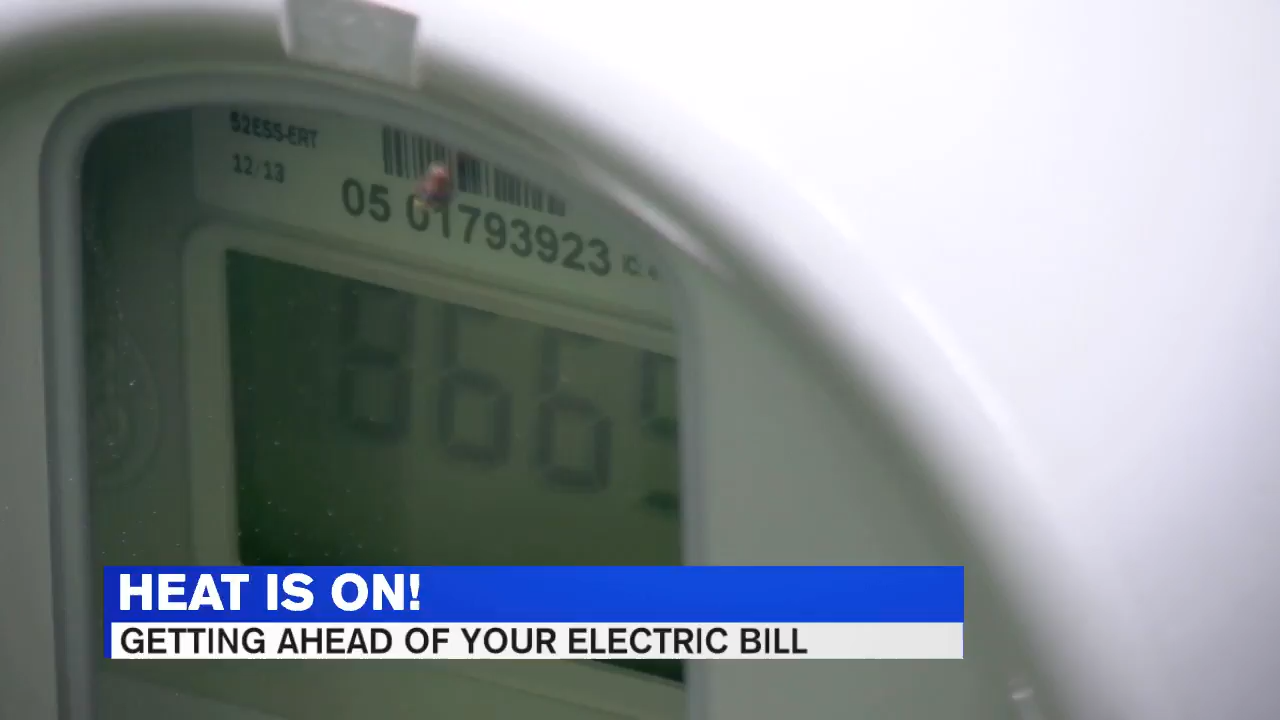 52ESS-ERT
12/13
05 01793923
HEAT IS ON!
GETTING AHEAD OF YOUR ELECTRIC BILL